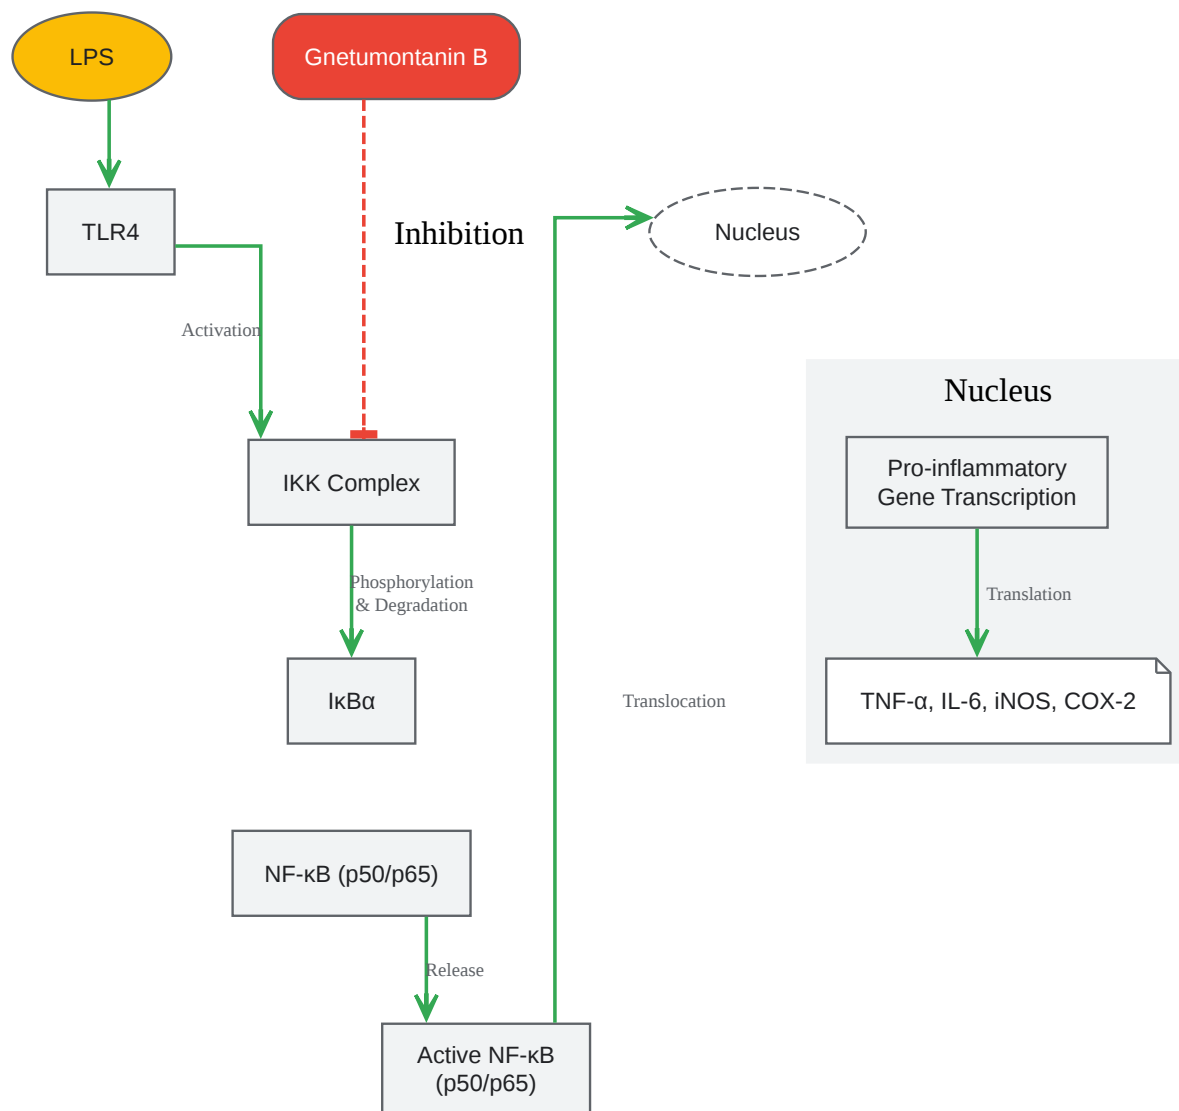 LPS
Gnetumontanin B
TLR4
Inhibition
Nucleus
Activation
Nucleus
IKK Complex
Pro-inflammatory
Gene Transcription
Phosphorylation
& Degradation
Translation
IκBα
Translocation
TNF-α, IL-6, iNOS, COX-2
NF-κB (p50/p65)
Release
Active NF-κB
(p50/p65)